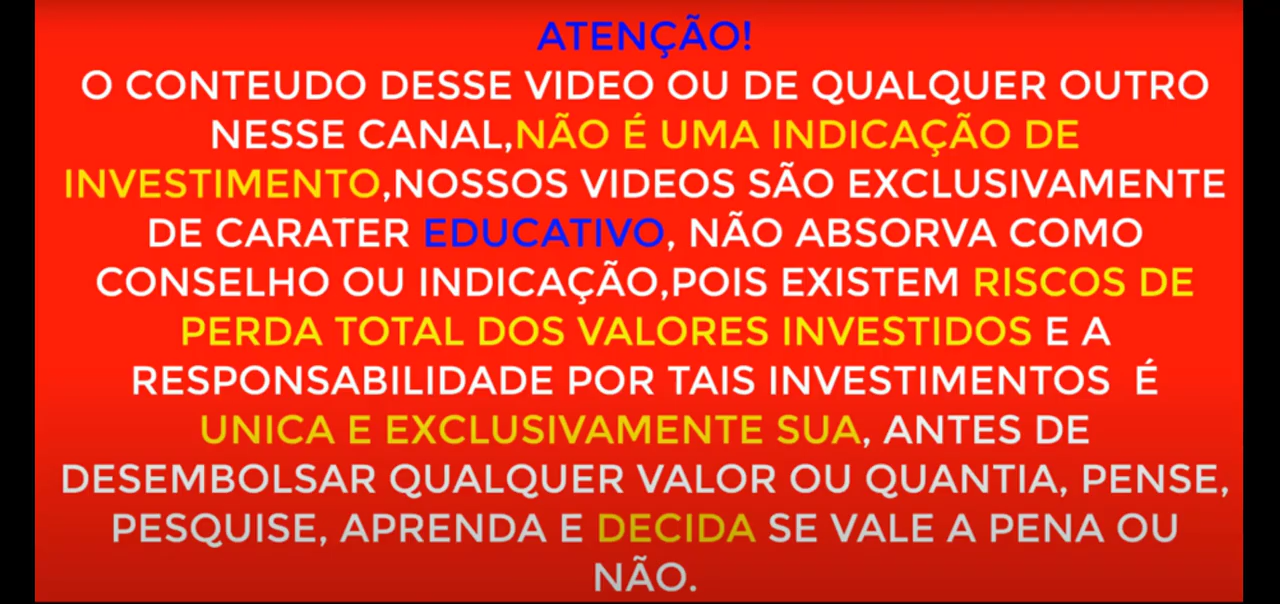 ATENÇÃO!
O CONTEUDO DESSE VIDEO OU DE QUALQUER OUTRO
NESSE CANAL,NÃO É UMA INDICAÇÃO DE
INVESTIMENTO,NOSSOS VIDEOS SÃO EXCLUSIVAMENTE
DE CARATER EDUCATIVO, NÃO ABSORVA COMO
CONSELHO OU INDICAÇÃO,POIS EXISTEM RISCOS DE
PERDA TOTAL DOS VALORES INVESTIDOS E A
RESPONSABILIDADE POR TAIS INVESTIMENTOS  É
UNICA E EXCLUSIVAMENTE SUA, ANTES DE
DESEMBOLSAR QUALQUER VALOR OU QUANTIA, PENSE,
PESQUISE, APRENDA E DECIDA SE VALE A PENA OU
NÃO.